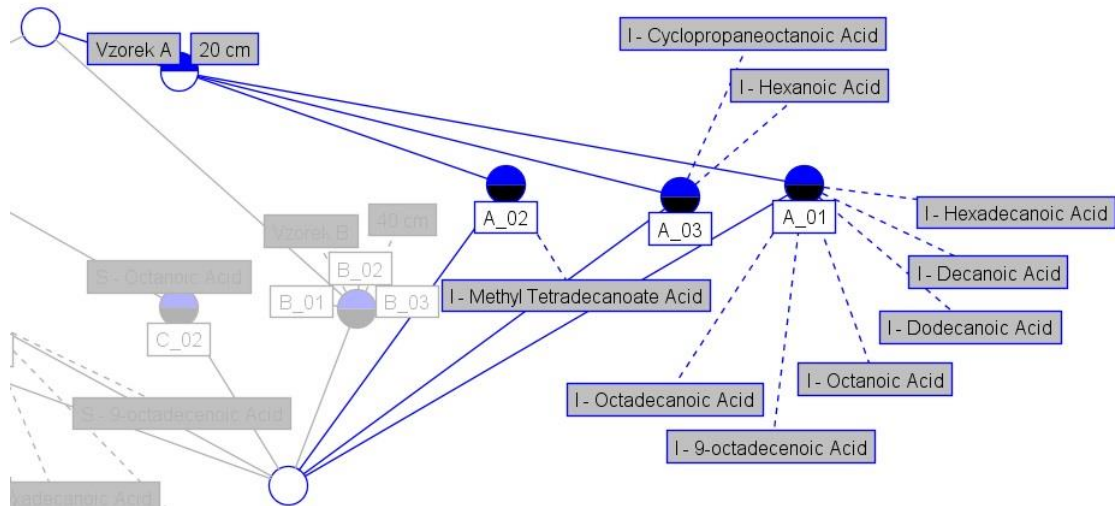 I - Cyclopropaneoctanoic Acid
Vzorek A
20 cm
I - Hexanoic Acid
A_02
A_03
A_01
I - Hexadecanoic Acid
Vzorek B
40 cm
S - Octanoic Acid
B_02
I - Decanoic Acid
B_01
B_03
I - Methyl Tetradecanoate Acid
I - Dodecanoic Acid
C_02
I - Octanoic Acid
I - Octadecanoic Acid
S - 9-octadecenoic Acid
I - 9-octadecenoic Acid
xadecanoic Acid